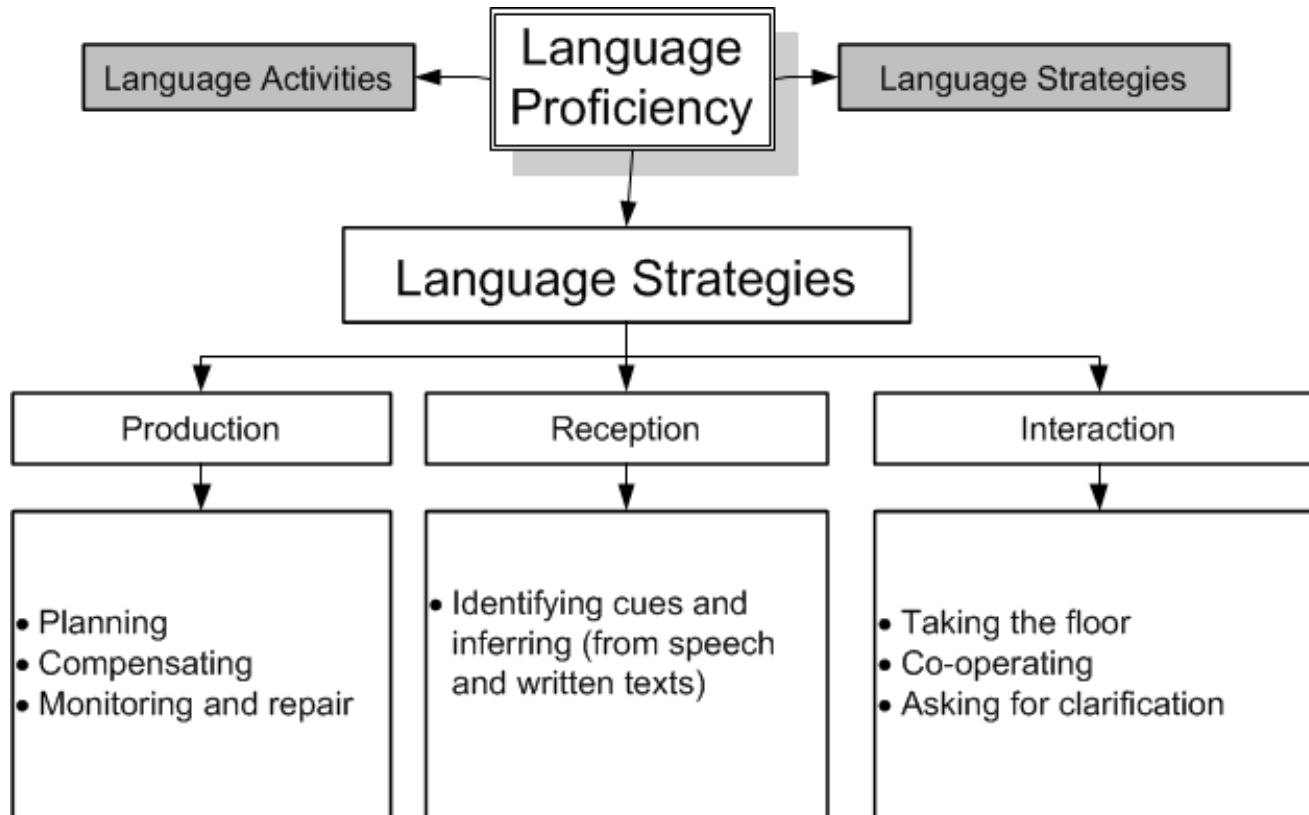 Language Activities
Language
Proficiency
Language Strategies
Language Strategies
Production
Reception
Interaction
• Planning
• Compensating
• Monitoring and repair
• Identifying cues and
inferring (from speech
and written texts)
• Taking the floor
• Co-operating
• Asking for clarification